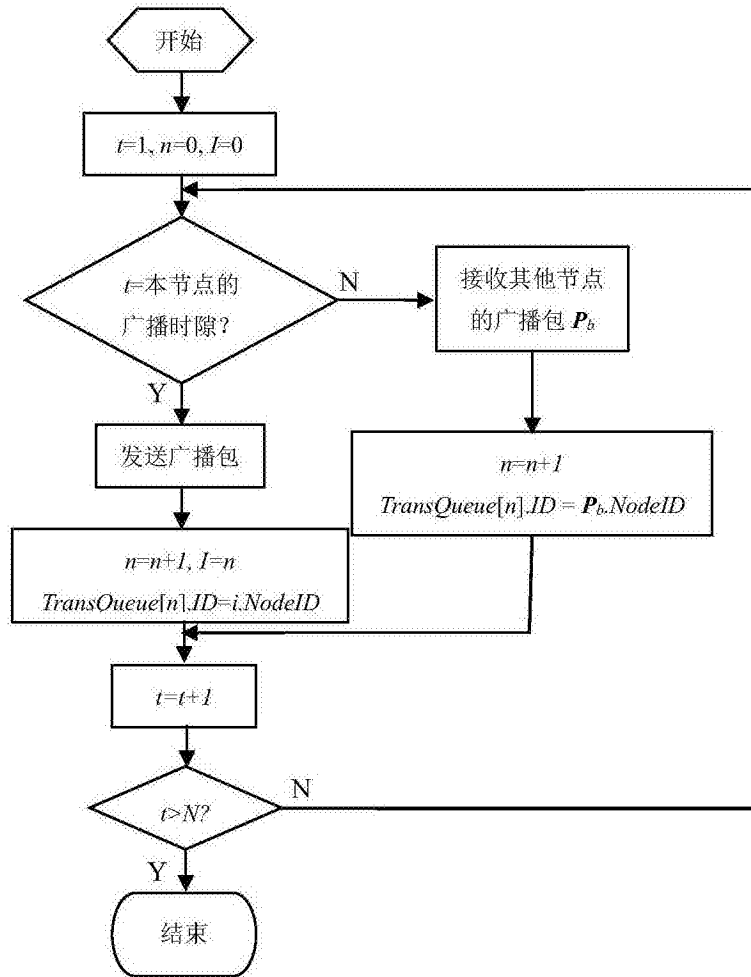 开始
t=1, n=0, I=0
t=本节点的
广播时隙?
N
接收其他节点
的广播包 Pb
Y
发送广播包
n=n+1
TransQueue[n].ID = Pb.NodeID
n=n+1, I=n
TransQueue[n].ID=i.NodeID
t=t+1
t>N?
N
Y
结束